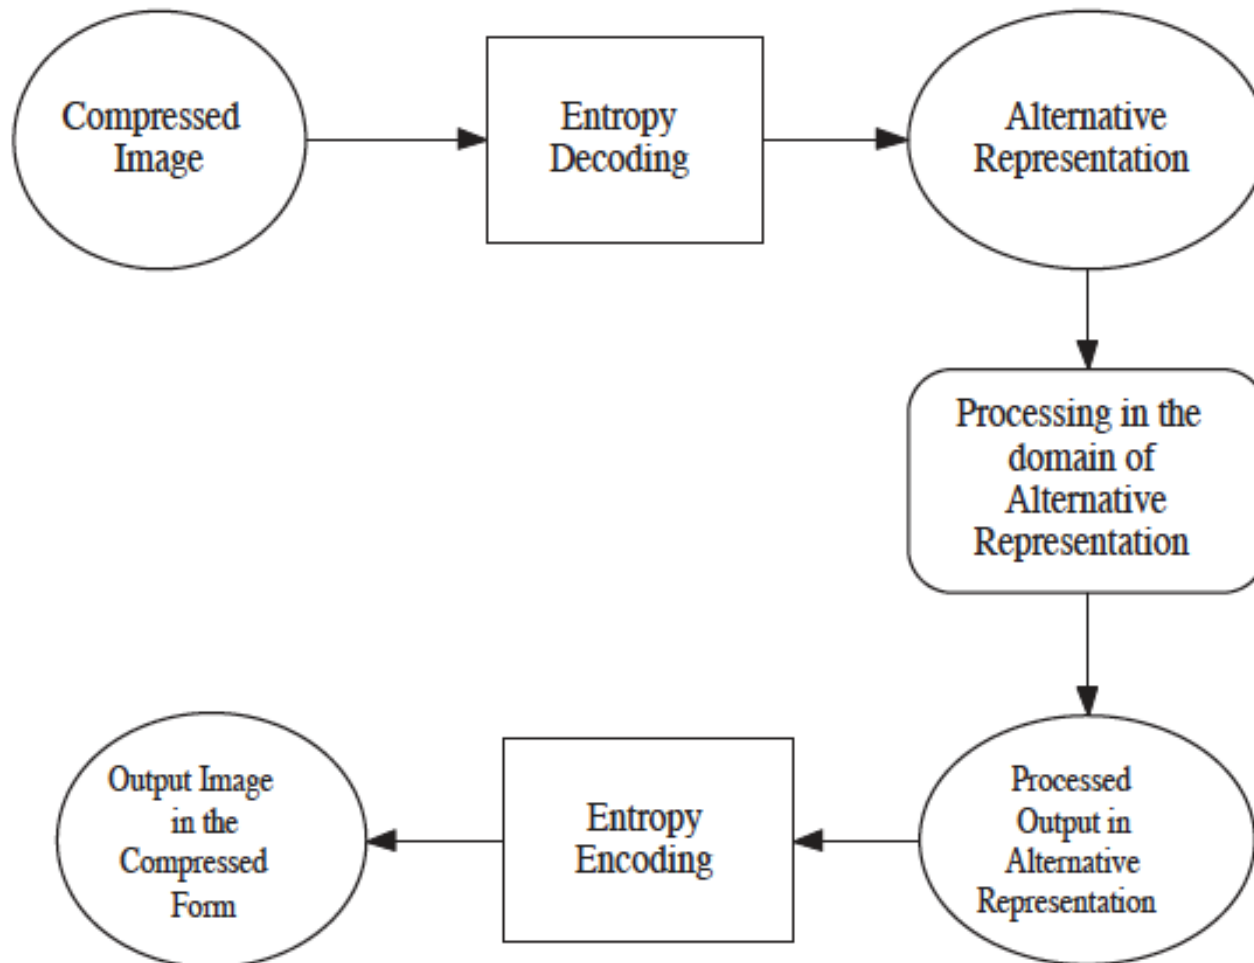 Compressed
Image
Entropy
Decoding
Alternative
Representation
Processing in the
domain of
Alternative
Representation
Processed
Output in
Alternative
Representation
Entropy
Encoding
Output Image
in the
Compressed
Form